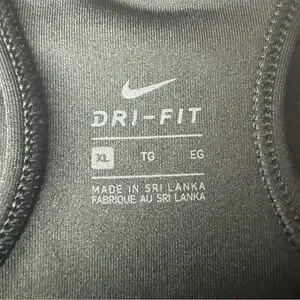 DRI-FIT
XL TG EG
MADE IN SRI LANKA
FABRIQUE AU SRI LANKA